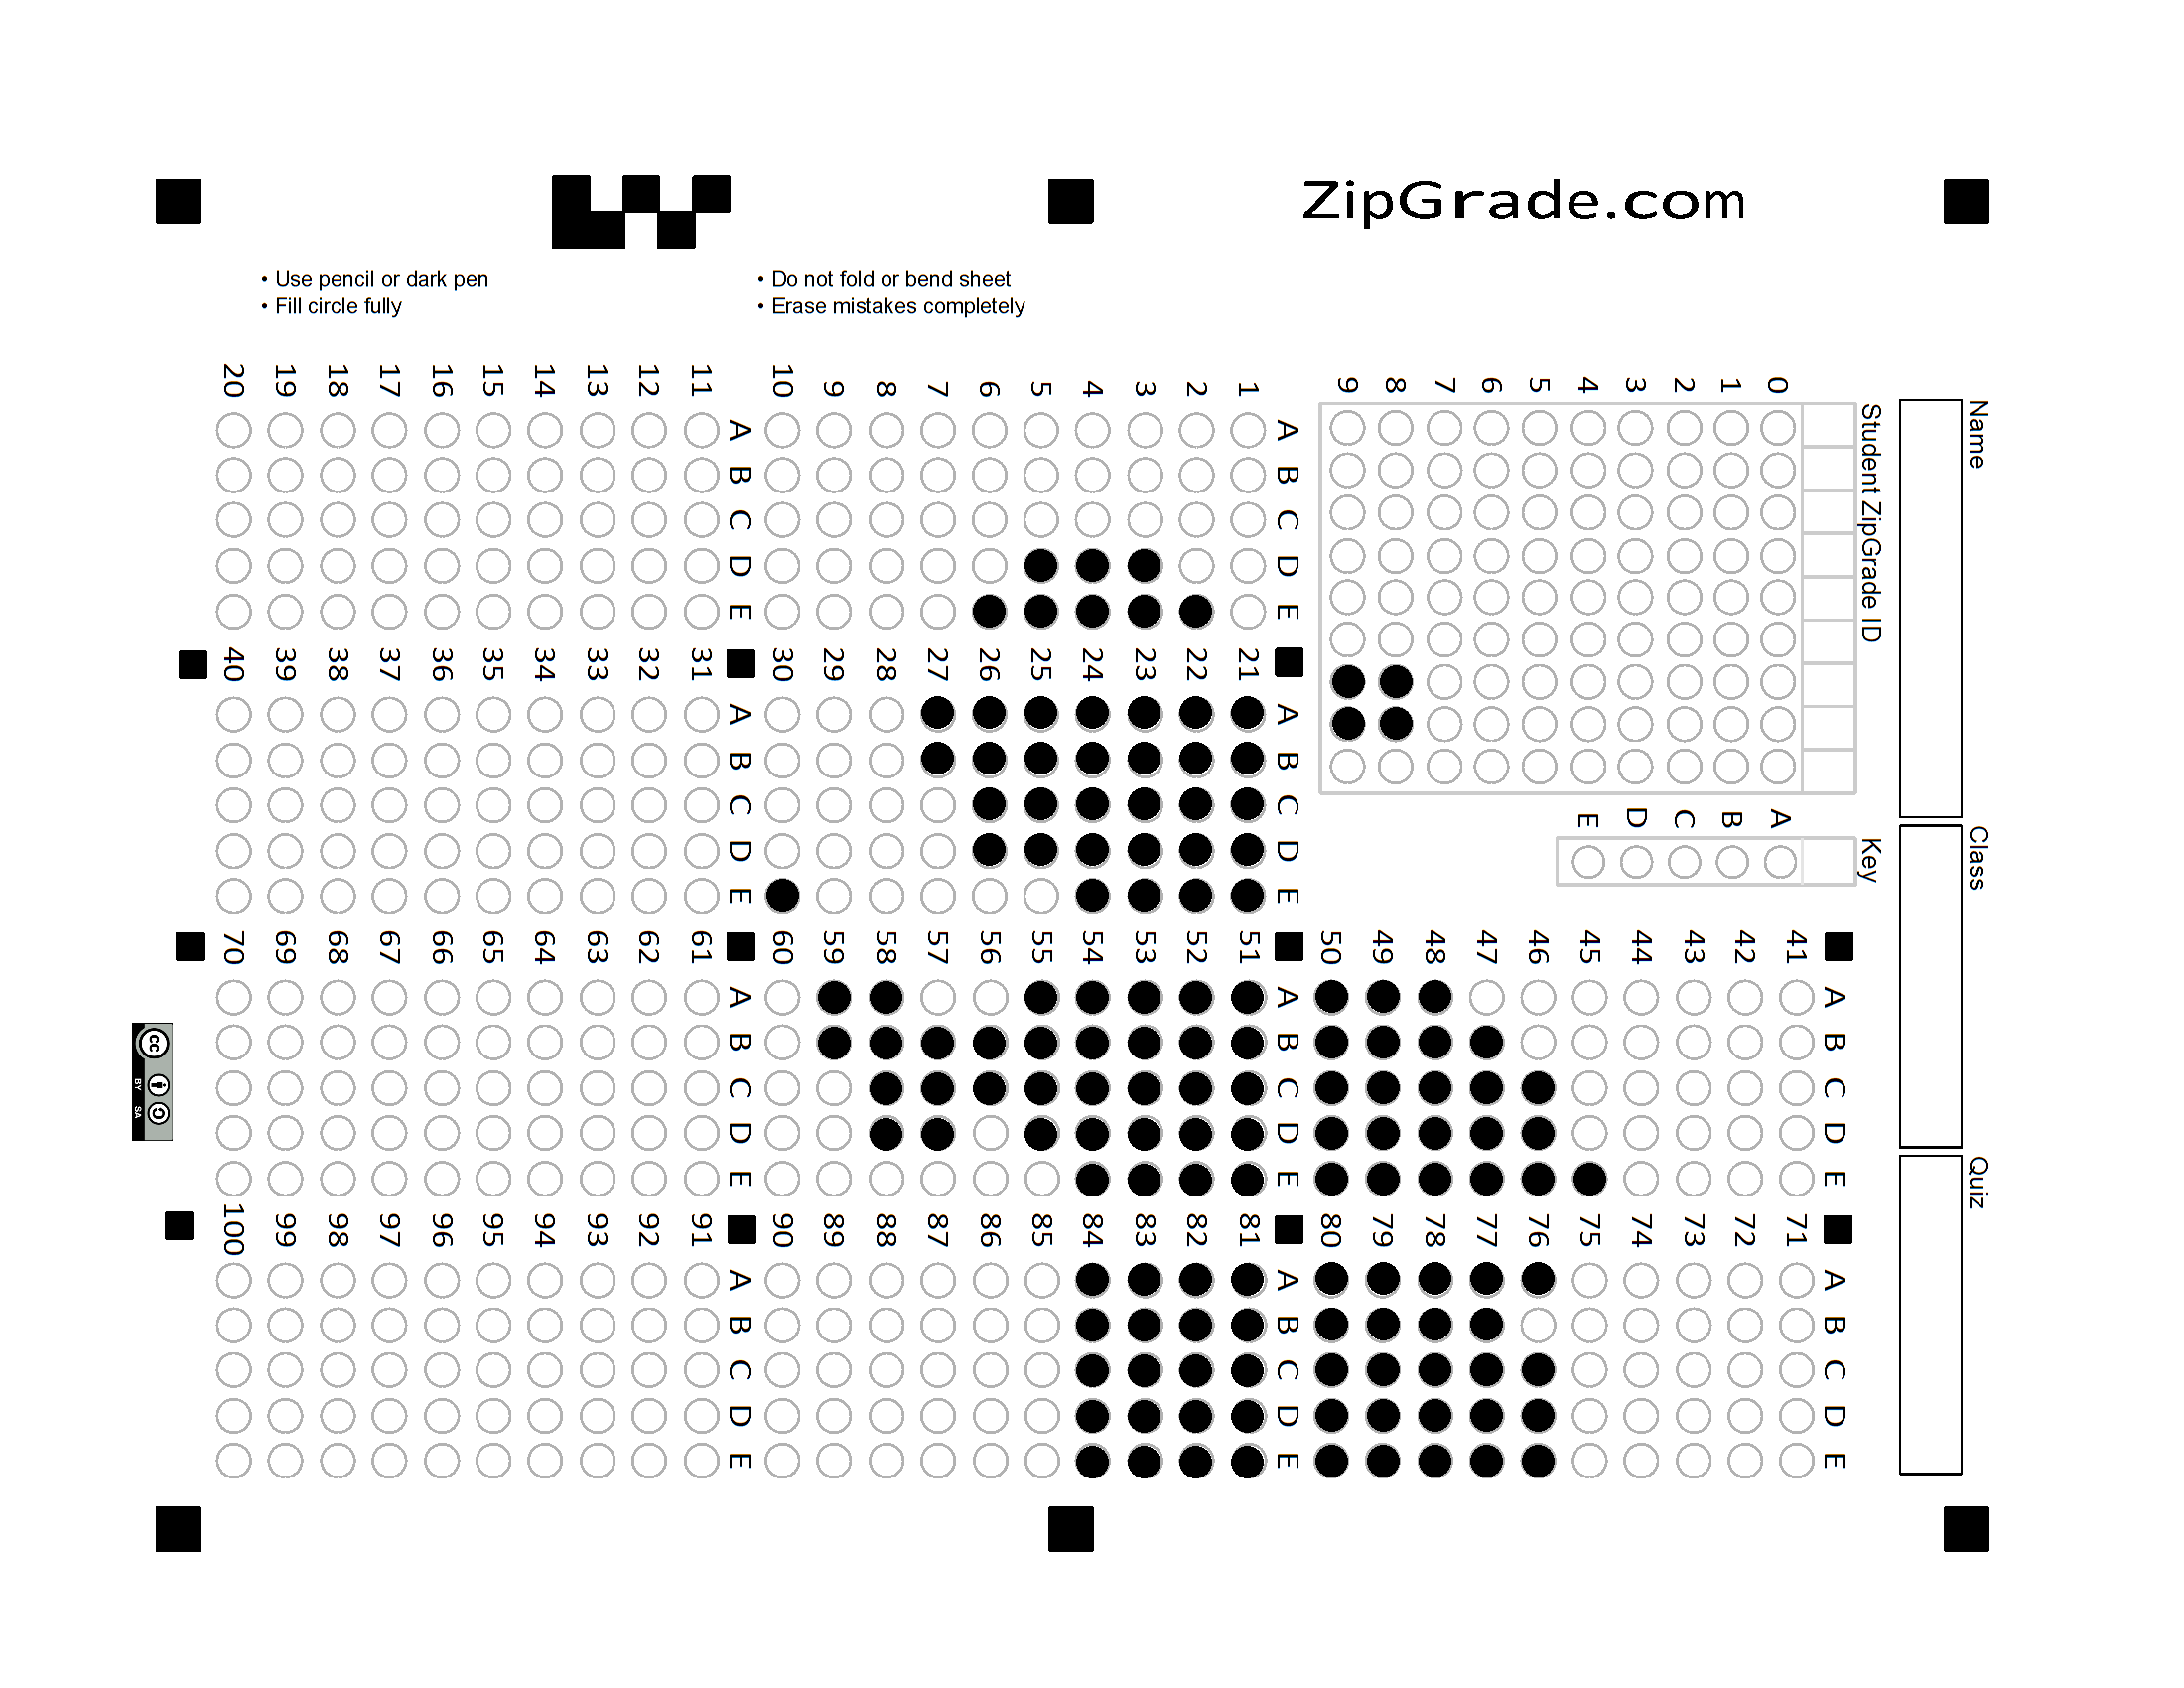 ZipGrade.com
• Use pencil or dark pen
• Fill circle fully
• Do not fold or bend sheet
• Erase mistakes completely
Name
Class
Quiz
Student ZipGrade ID
0 1 2 3 4 5 6 7 8 9
Key
A B C D E
A B C D E
1 2 3 4 5 6 7 8 9 10
A B C D E
11 12 13 14 15 16 17 18 19 20
A B C D E
21 22 23 24 25 26 27 28 29 30
A B C D E
31 32 33 34 35 36 37 38 39 40
A B C D E
41 42 43 44 45 46 47 48 49 50
A B C D E
51 52 53 54 55 56 57 58 59 60
A B C D E
61 62 63 64 65 66 67 68 69 70
A B C D E
71 72 73 74 75 76 77 78 79 80
A B C D E
81 82 83 84 85 86 87 88 89 90
A B C D E
91 92 93 94 95 96 97 98 99 100
cc
BY SA